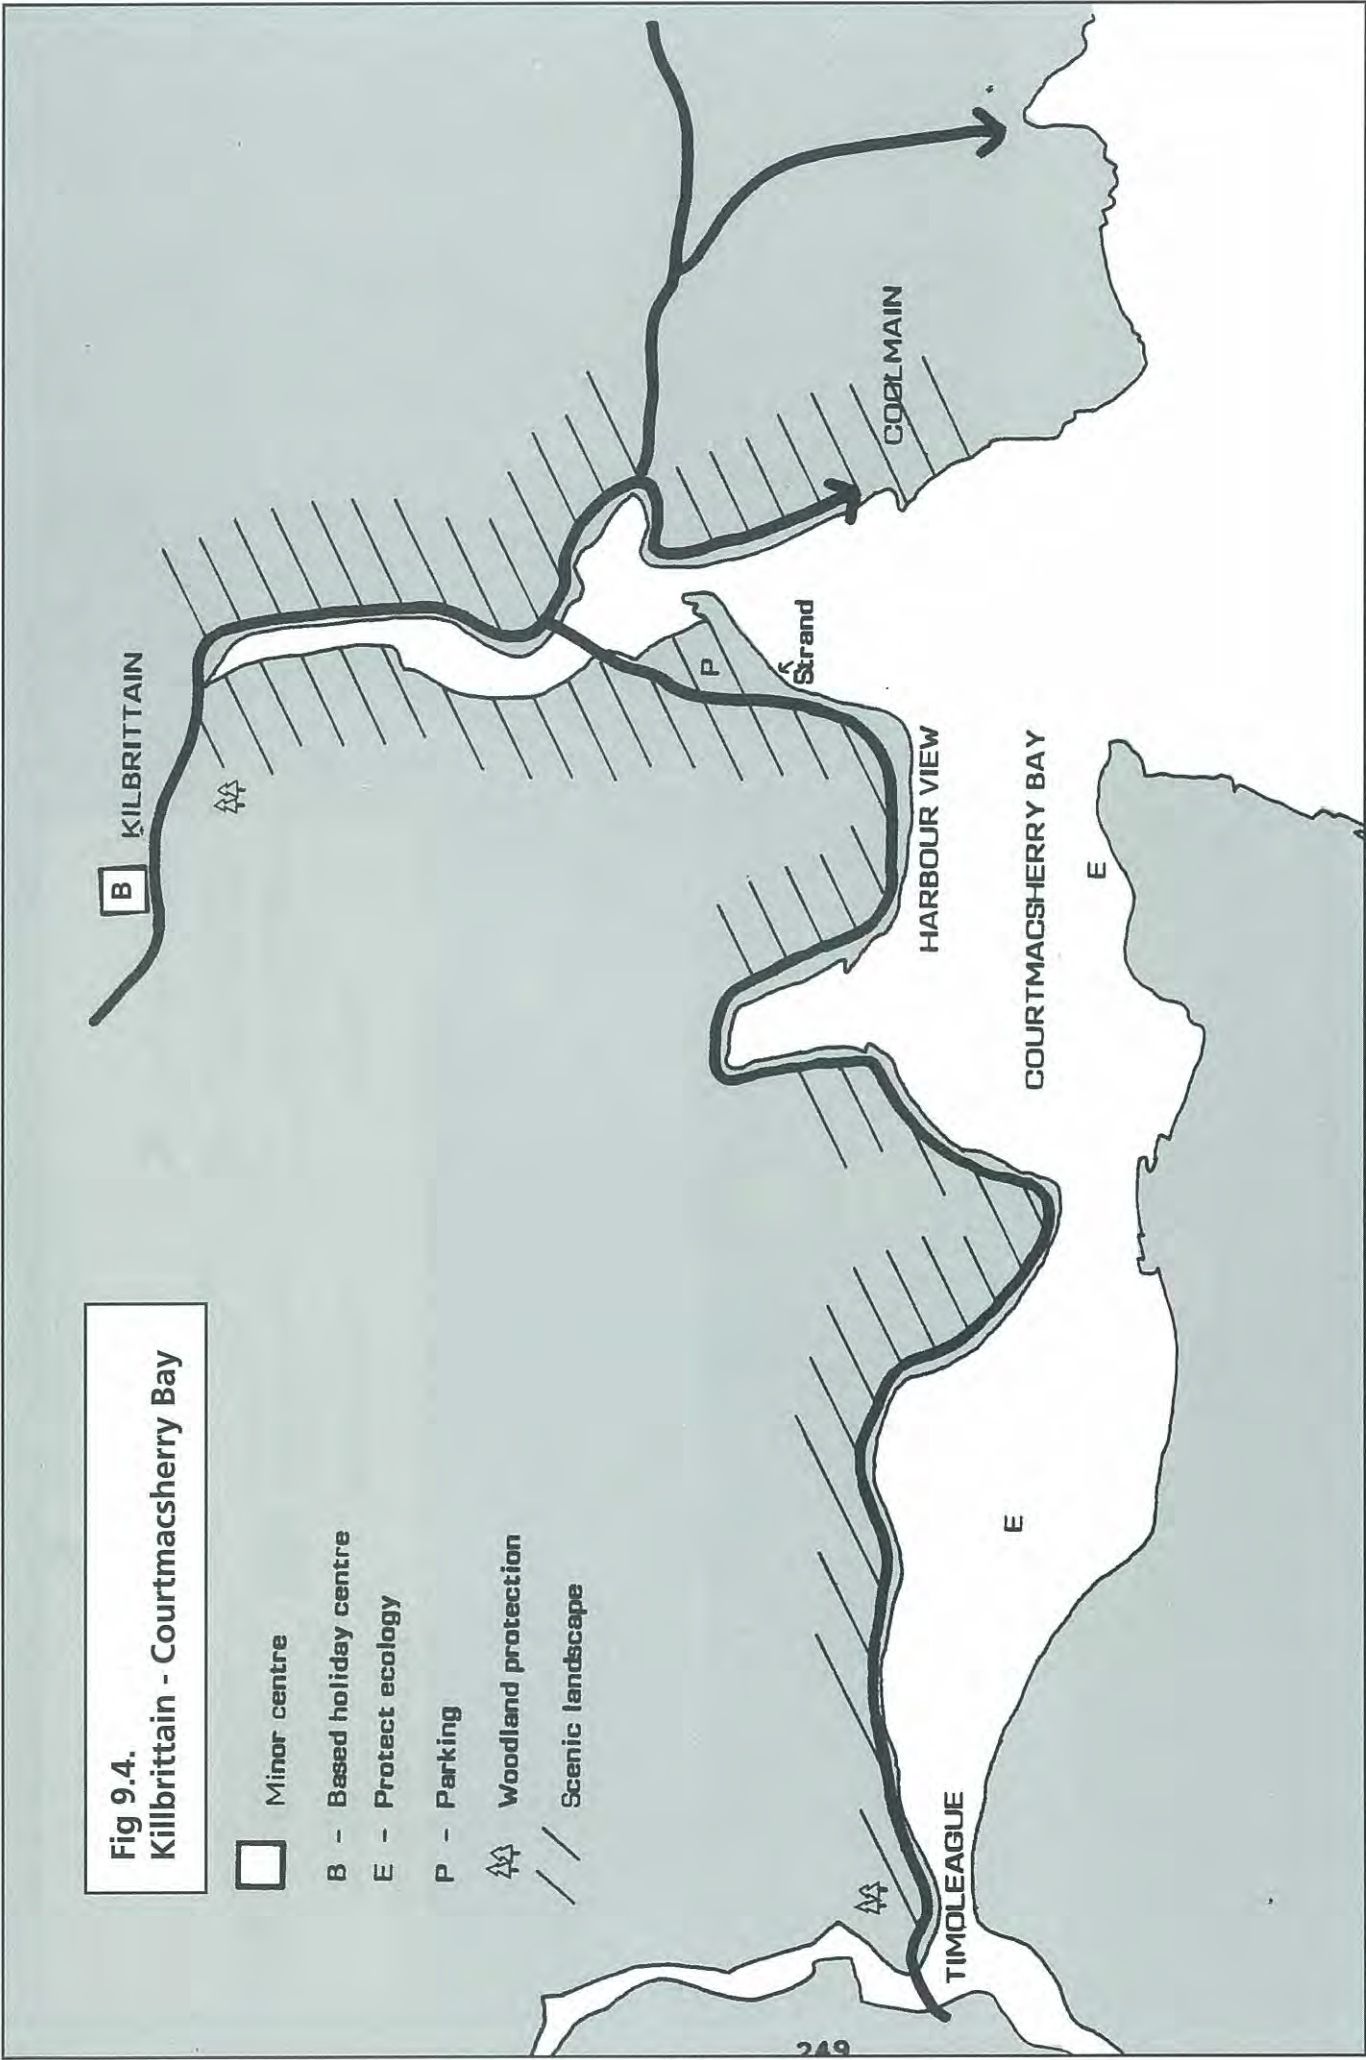 Fig 9.4.
Killbrittain - Courtmacsherry Bay
Minor centre
B - Based holiday centre
E - Protect ecology
P - Parking
Woodland protection
Scenic landscape
B
KILBRITTAIN
P
Strand
COOLMAIN
HARBOUR VIEW
COURTMACSHERRY BAY
E
E
TIMOLEAGUE
249